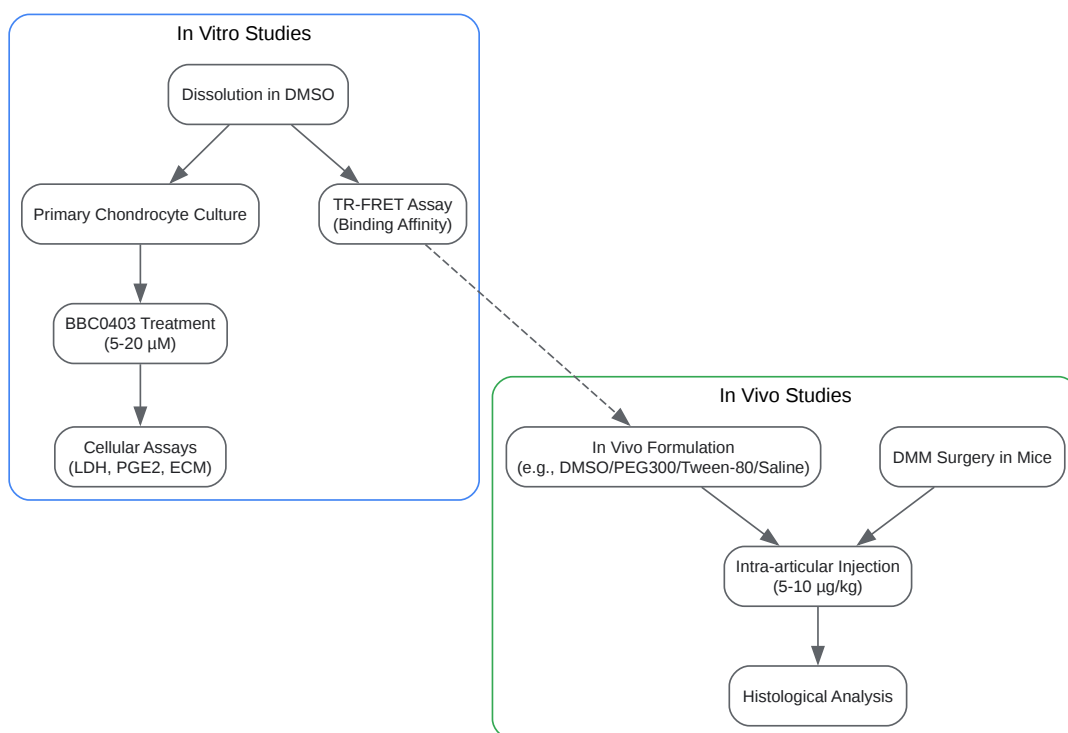 In Vitro Studies
Dissolution in DMSO
Primary Chondrocyte Culture
TR-FRET Assay
(Binding Affinity)
BBC0403 Treatment
(5-20 µM)
Cellular Assays
(LDH, PGE2, ECM)
In Vivo Studies
In Vivo Formulation
(e.g., DMSO/PEG300/Tween-80/Saline)
DMM Surgery in Mice
Intra-articular Injection
(5-10 µg/kg)
Histological Analysis